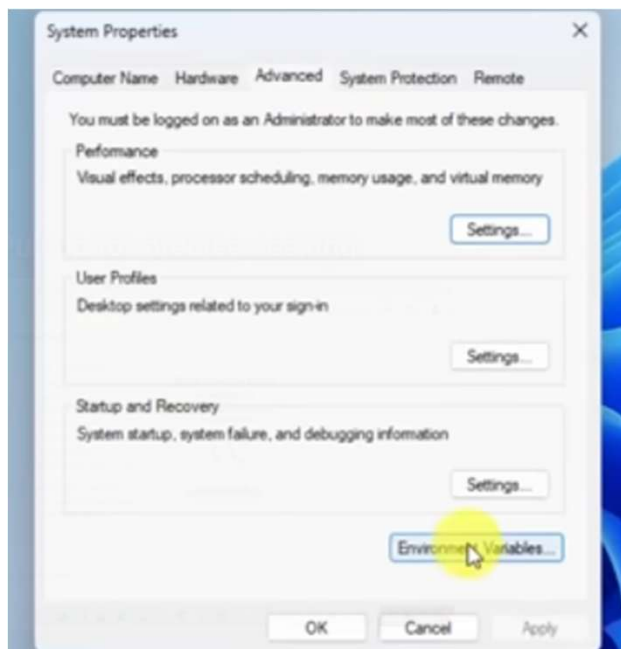 System Properties
Computer Name Hardware Advanced System Protection Remote
You must be logged on as an Administrator to make most of these changes.
Performance
Visual effects, processor scheduling, memory usage, and virtual memory
Settings...
User Profiles
Desktop settings related to your sign-in
Settings...
Startup and Recovery
System startup, system failure, and debugging information
Settings...
Environment Variables...
OK Cancel Apply